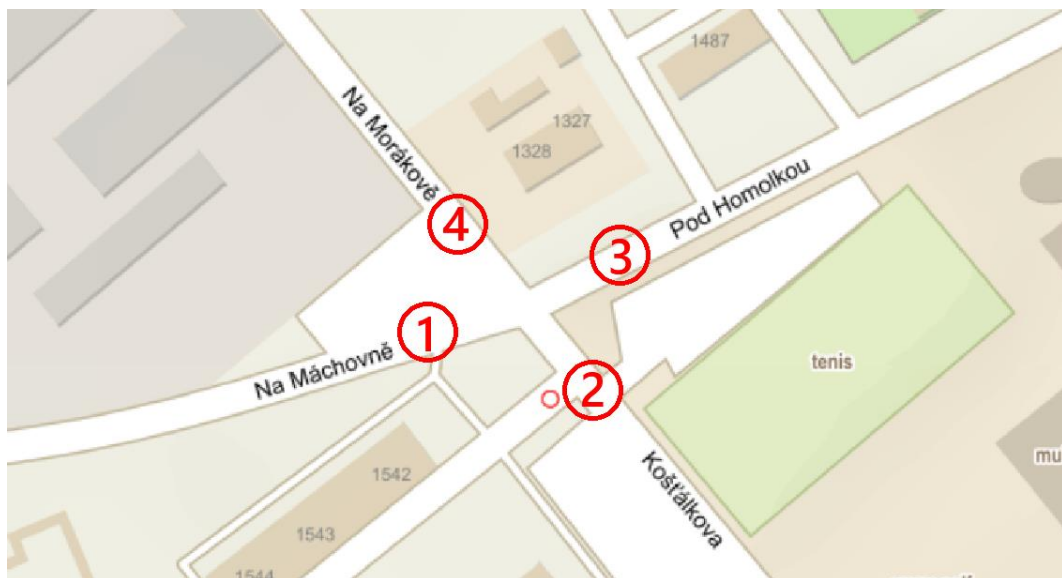 1487
Na Morákově
1327
1328
Pod Homolkou
4
3
1
Na Máchovně
2
tenis
mu
Košťálkova
1542
1543
1544